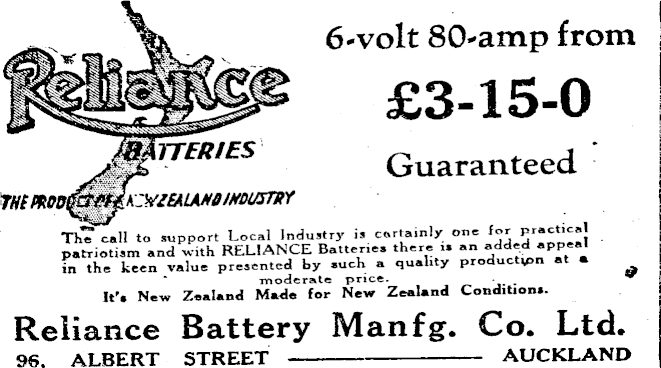 Reliance
BATTERIES
THE PRODUCT OF A NEW ZEALAND INDUSTRY
6-volt 80-amp from
£3-15-0
Guaranteed
The call to support Local Industry is certainly one for practical
patriotism and with RELIANCE Batteries there is an added appeal
in the keen value presented by such a quality production at a
moderate price.
It's New Zealand Made for New Zealand Conditions.
Reliance Battery Manfg. Co. Ltd.
96, ALBERT STREET — AUCKLAND